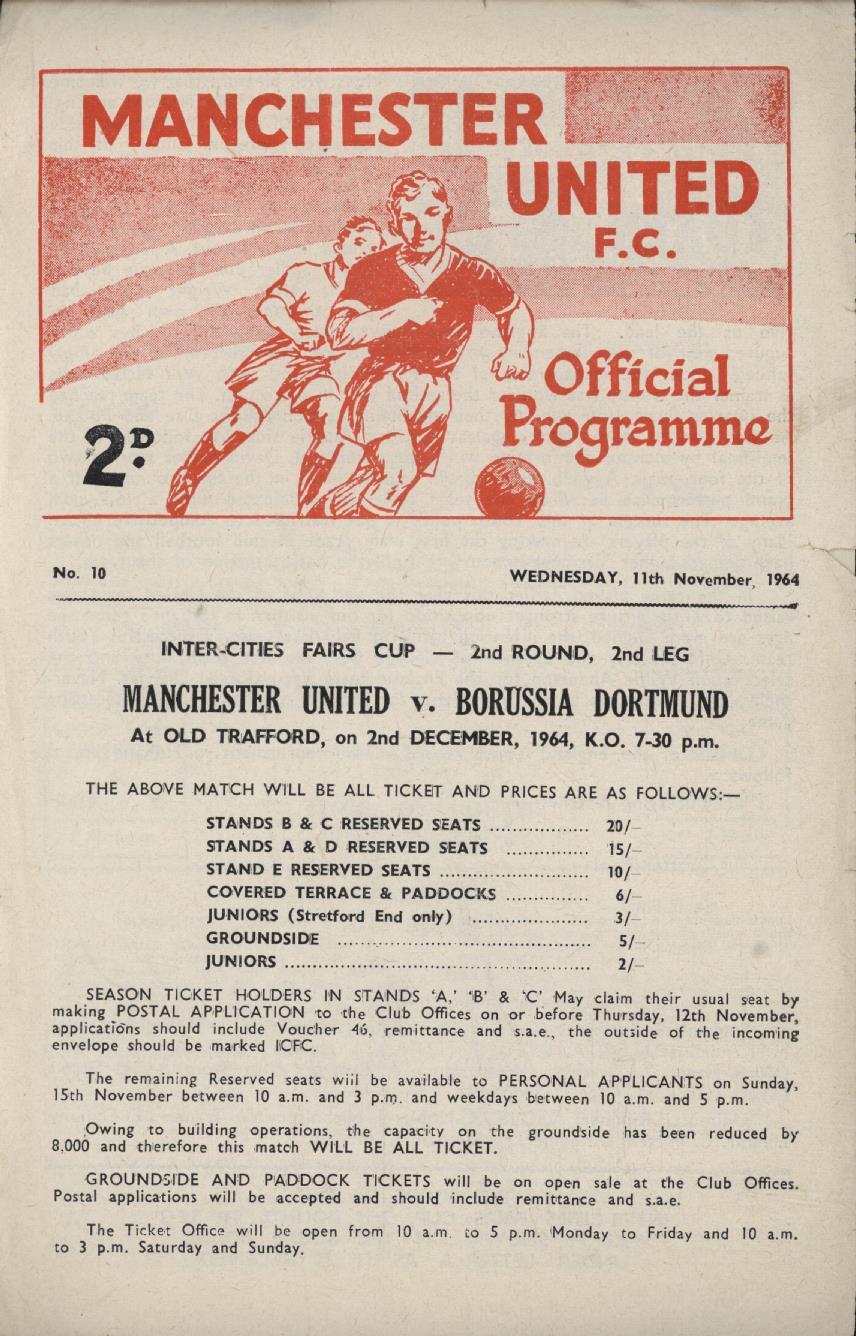 MANCHESTER
UNITED
F.C.
Official
Programme
2D.
No. 10 WEDNESDAY, 11th November, 1964
INTER-CITIES FAIRS CUP — 2nd ROUND, 2nd LEG
MANCHESTER UNITED v. BORUSSIA DORTMUND
At OLD TRAFFORD, on 2nd DECEMBER, 1964, K.O. 7-30 p.m.
THE ABOVE MATCH WILL BE ALL TICKET AND PRICES ARE AS FOLLOWS:—
STANDS B & C RESERVED SEATS .................. 20/-
STANDS A & D RESERVED SEATS ............... 15/-
STAND E RESERVED SEATS ........................... 10/-
COVERED TERRACE & PADDOCKS ............... 6/-
JUNIORS (Stretford End only) ..................... 3/-
GROUNDSIDE ............................................. 5/-
JUNIORS ...................................................... 2/-
SEASON TICKET HOLDERS IN STANDS 'A,' 'B' & 'C' May claim their usual seat by
making POSTAL APPLICATION to the Club Offices on or before Thursday, 12th November,
applications should include Voucher 46, remittance and s.a.e., the outside of the incoming
envelope should be marked ICFC.
The remaining Reserved seats will be available to PERSONAL APPLICANTS on Sunday,
15th November between 10 a.m. and 3 p.m. and weekdays between 10 a.m. and 5 p.m.
Owing to building operations, the capacity on the groundside has been reduced by
8,000 and therefore this match WILL BE ALL TICKET.
GROUNDSIDE AND PADDOCK TICKETS will be on open sale at the Club Offices.
Postal applications will be accepted and should include remittance and s.a.e.
The Ticket Office will be open from 10 a.m. to 5 p.m. Monday to Friday and 10 a.m.
to 3 p.m. Saturday and Sunday.